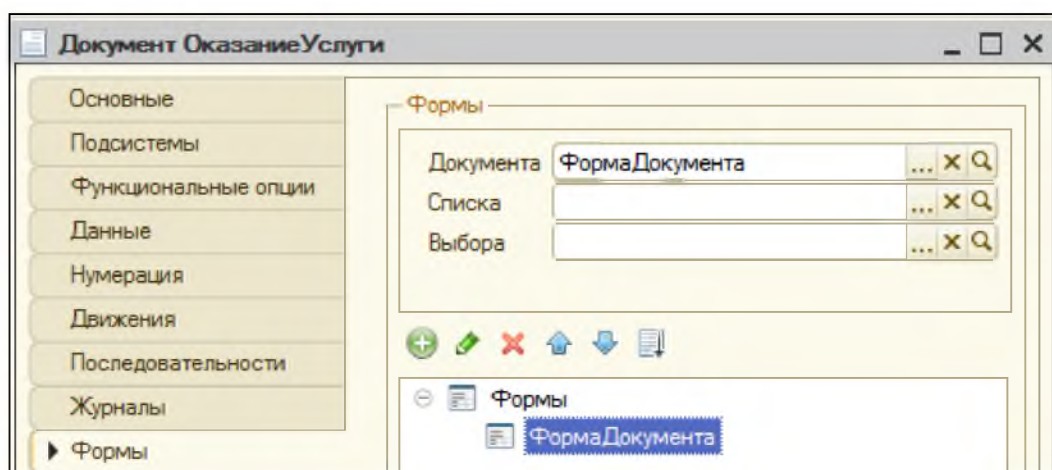 Документ ОказаниеУслуги
Основные
Подсистемы
Функциональные опции
Данные
Нумерация
Движения
Последовательности
Журналы
Формы
Формы
Документа ФормаДокумента ...
Списка ...
Выбора ...
Формы
ФормаДокумента